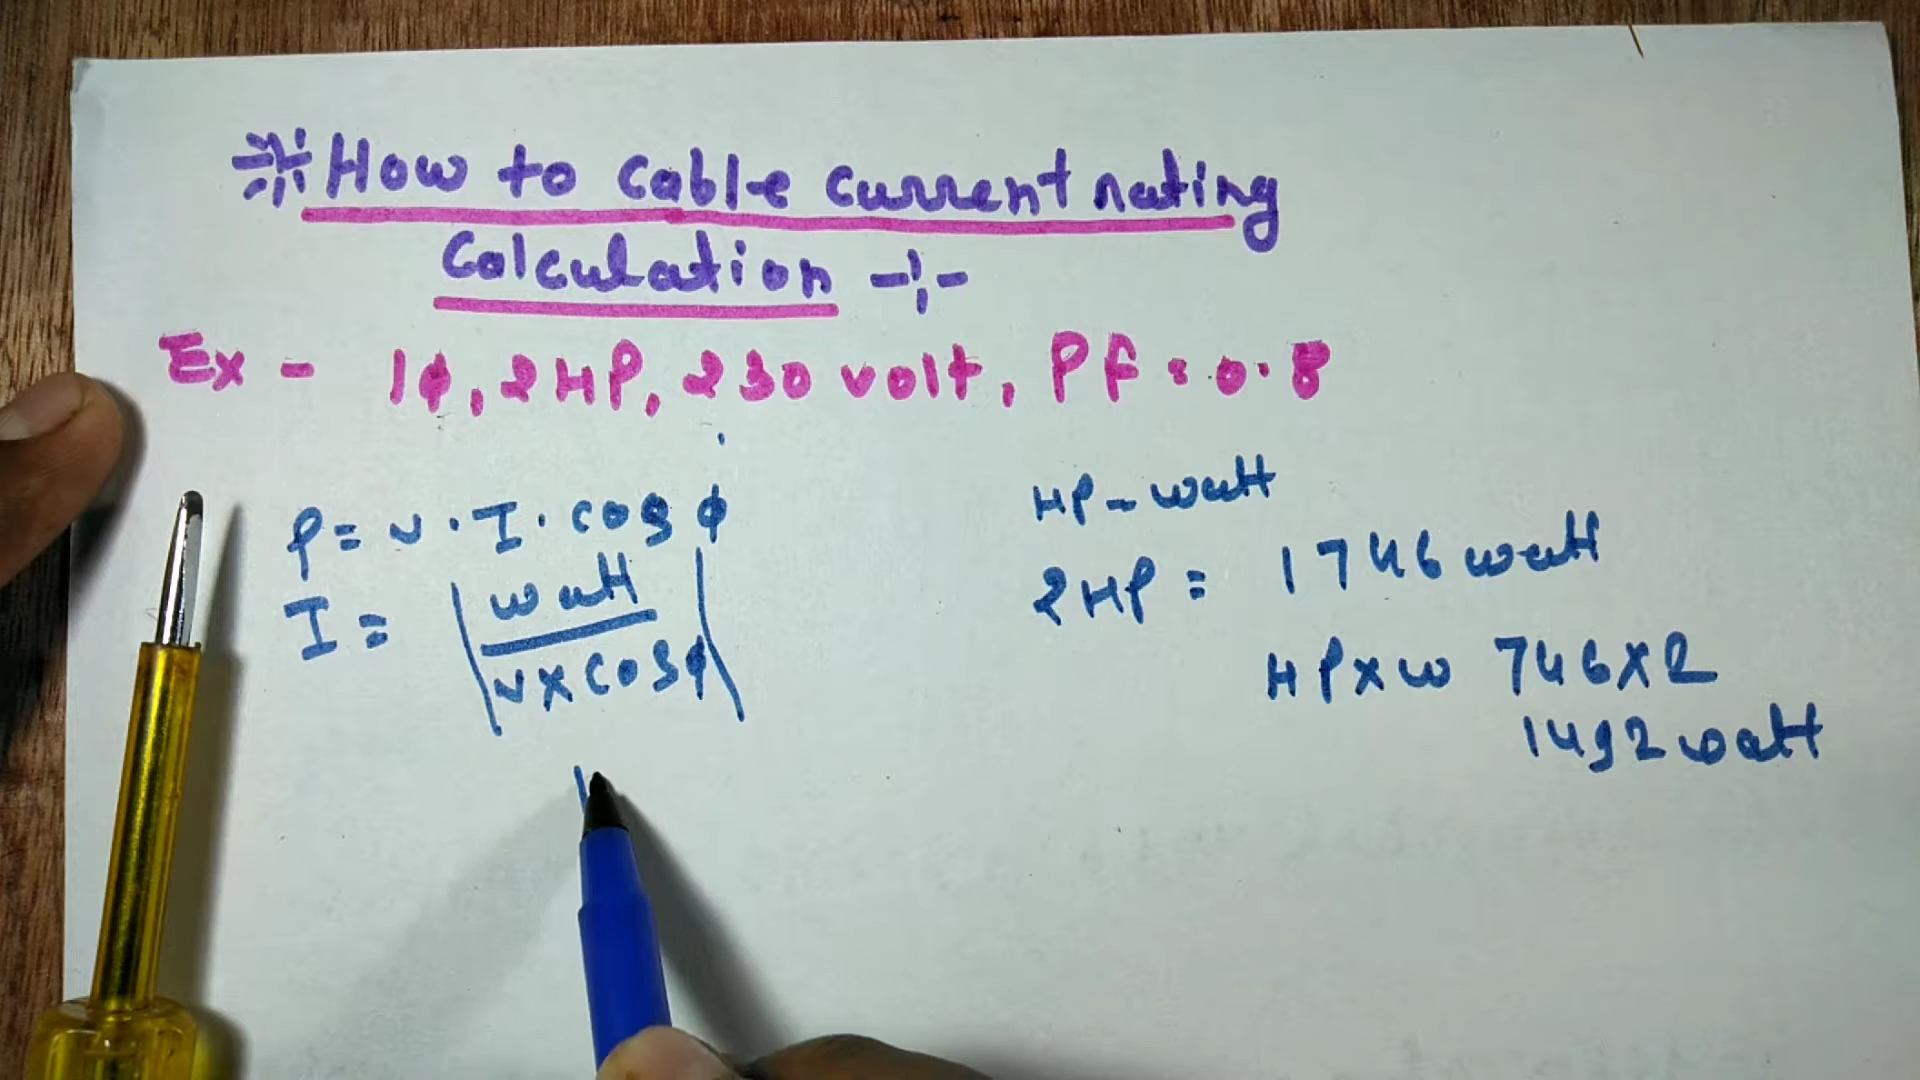 How to cable current rating
Calculation
Ex - 1φ, 2HP, 230 volt, PF = 0.8
P = V · I · cos φ
I = watt
V x cos φ
HP - watt
2HP = 1746 watt
HP x w 746 x 2
1492 watt